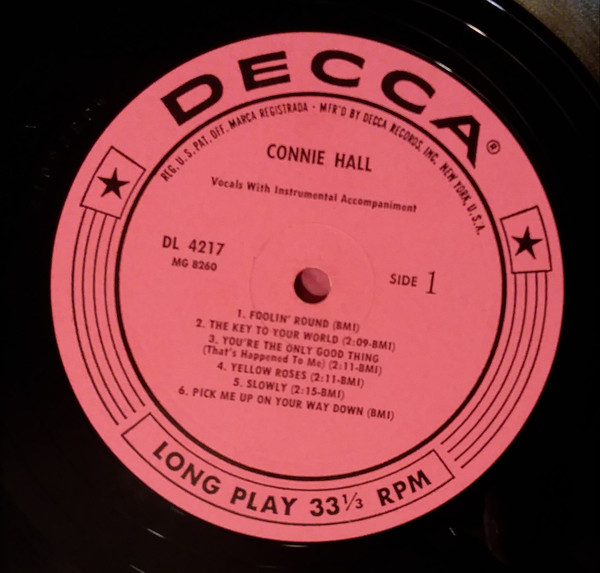 DECCA®
REG. U.S. PAT. OFF. MARCA REGISTRADA · MFR'D BY DECCA RECORDS, INC., NEW YORK, U.S.A.
CONNIE HALL
Vocals With Instrumental Accompaniment
DL 4217
MG 8260
SIDE 1
1. FOOLIN' ROUND (BMI)
2. THE KEY TO YOUR WORLD (2:09-BMI)
3. YOU'RE THE ONLY GOOD THING
(That's Happened To Me) (2:11-BMI)
4. YELLOW ROSES (2:11-BMI)
5. SLOWLY (2:15-BMI)
6. PICK ME UP ON YOUR WAY DOWN (BMI)
LONG PLAY 33⅓ RPM